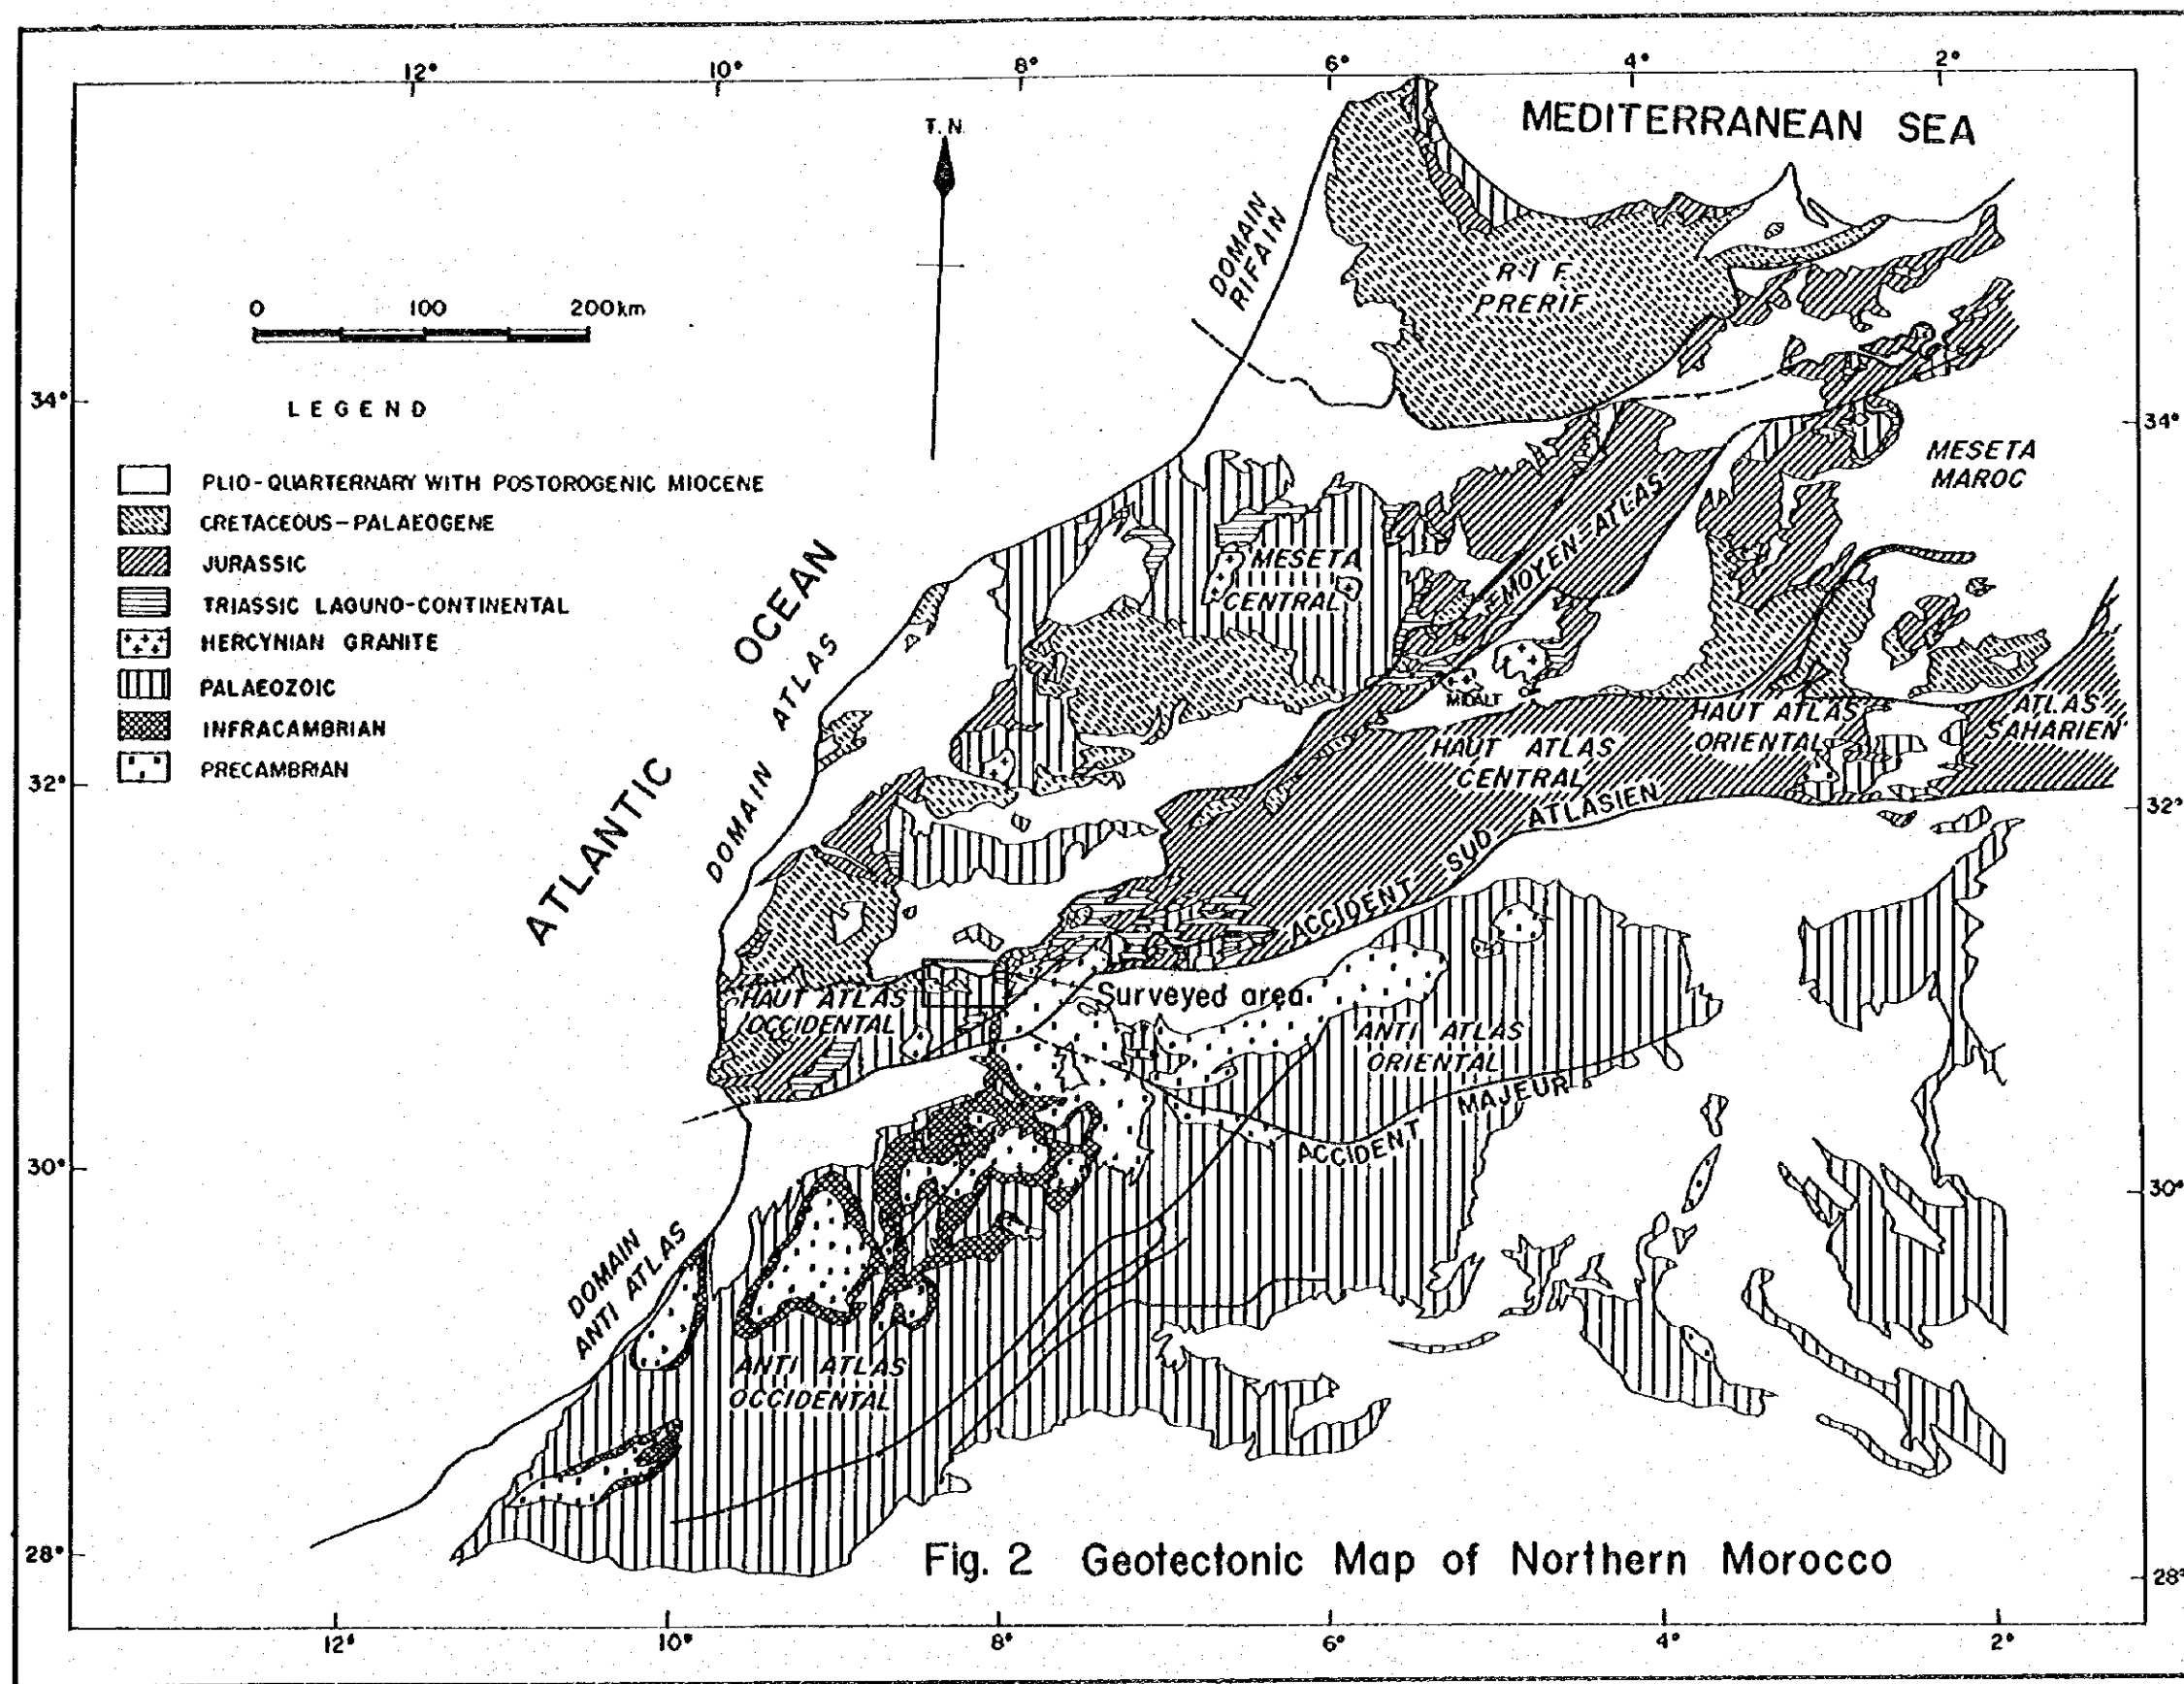 12° 10° 8° 6° 4° 2°
MEDITERRANEAN SEA
T.N.
DOMAIN
RIFAIN
RIF
PRERIF
0 100 200km
34°
34°
LEGEND
PLIO-QUARTERNARY WITH POSTOROGENIC MIOCENE
CRETACEOUS-PALAEOGENE
JURASSIC
TRIASSIC LAGUNO-CONTINENTAL
HERCYNIAN GRANITE
PALAEOZOIC
INFRACAMBRIAN
PRECAMBRIAN
MESETA
MAROC
MOYEN-ATLAS
MESETA
CENTRAL
ATLANTIC OCEAN
DOMAIN ATLAS
MIDALT
HAUT ATLAS
ORIENTAL
ATLAS
SAHARIEN
HAUT ATLAS
CENTRAL
32°
32°
ACCIDENT SUD ATLASIEN
HAUT ATLAS
OCCIDENTAL
Surveyed area
ANTI ATLAS
ORIENTAL
ACCIDENT MAJEUR
30°
30°
DOMAIN
ANTI ATLAS
ANTI ATLAS
OCCIDENTAL
28°
28°
Fig. 2 Geotectonic Map of Northern Morocco
12° 10° 8° 6° 4° 2°